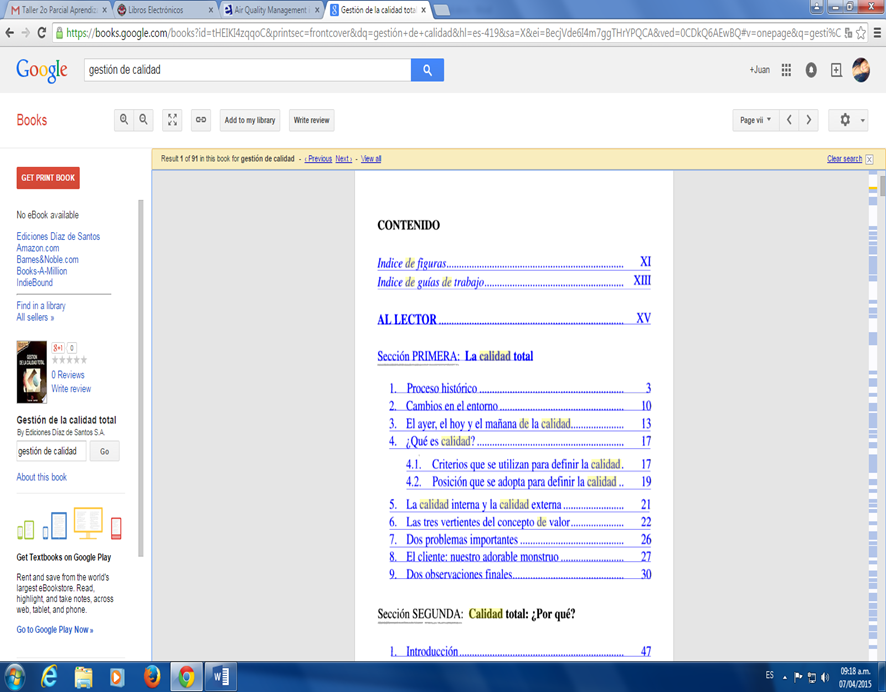 Taller 2o Parcial Aprendiz
Libros Electrónicos
Air Quality Management
Gestión de la calidad total
https://books.google.com/books?id=tHEIKI4zqqoC&printsec=frontcover&dq=gestión+de+calidad&hl=es-419&sa=X&ei=BecjVde6I4m7ggTHrYPQCA&ved=0CDkQ6AEwBQ#v=onepage&q=gesti%C
Google
gestión de calidad
+Juan
Books
Add to my library
Write review
Page vii
Result 1 of 91 in this book for gestión de calidad - ‹ Previous Next › - View all
Clear search
GET PRINT BOOK
No eBook available
Ediciones Díaz de Santos
Amazon.com
Barnes&Noble.com
Books-A-Million
IndieBound
Find in a library
All sellers »
g+1 0
0 Reviews
Write review
Gestión de la calidad total
By Ediciones Díaz de Santos S.A.
gestión de calidad Go
About this book
Get Textbooks on Google Play
Rent and save from the world's
largest eBookstore. Read,
highlight, and take notes, across
web, tablet, and phone.
Go to Google Play Now »
CONTENIDO
Indice de figuras XI
Indice de guías de trabajo XIII
AL LECTOR XV
Sección PRIMERA: La calidad total
1. Proceso histórico 3
2. Cambios en el entorno 10
3. El ayer, el hoy y el mañana de la calidad 13
4. ¿Qué es calidad? 17
4.1. Criterios que se utilizan para definir la calidad. 17
4.2. Posición que se adopta para definir la calidad .. 19
5. La calidad interna y la calidad externa 21
6. Las tres vertientes del concepto de valor 22
7. Dos problemas importantes 26
8. El cliente: nuestro adorable monstruo 27
9. Dos observaciones finales 30
Sección SEGUNDA: Calidad total: ¿Por qué?
1. Introducción 47
ES
09:18 a.m.
07/04/2015